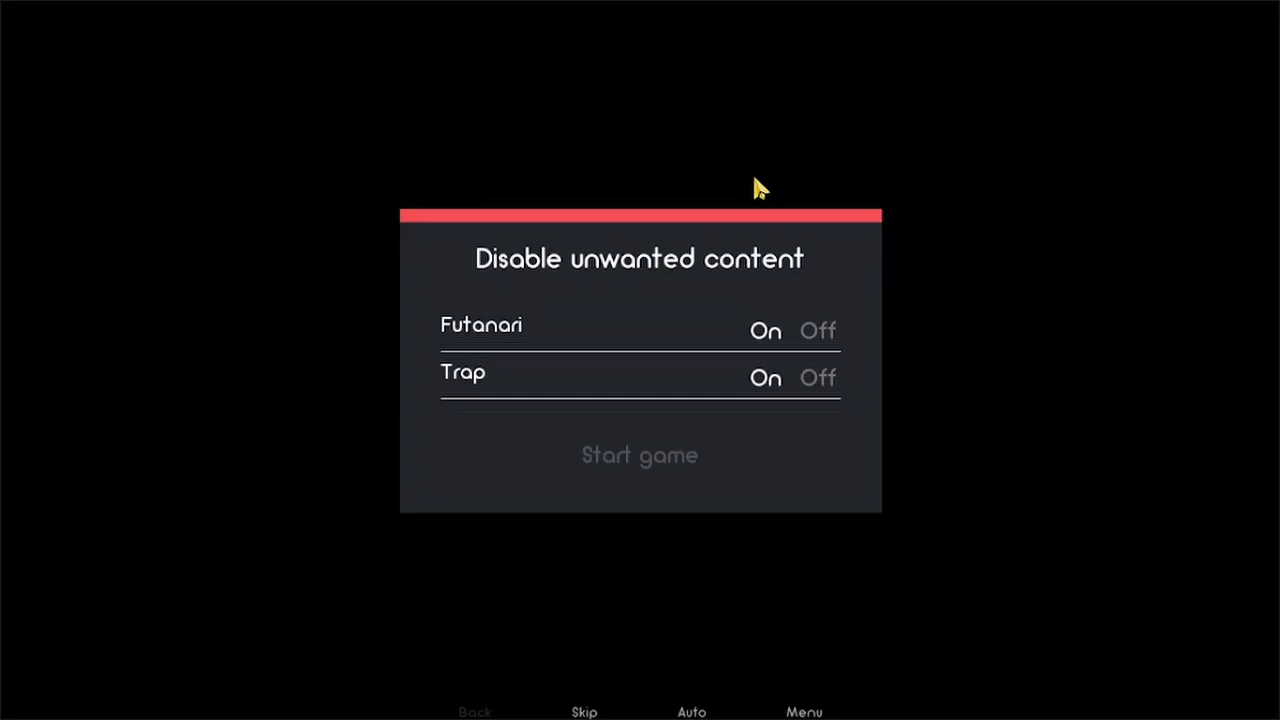 Disable unwanted content
Futanari On Off
Trap On Off
Start game
Back Skip Auto Menu